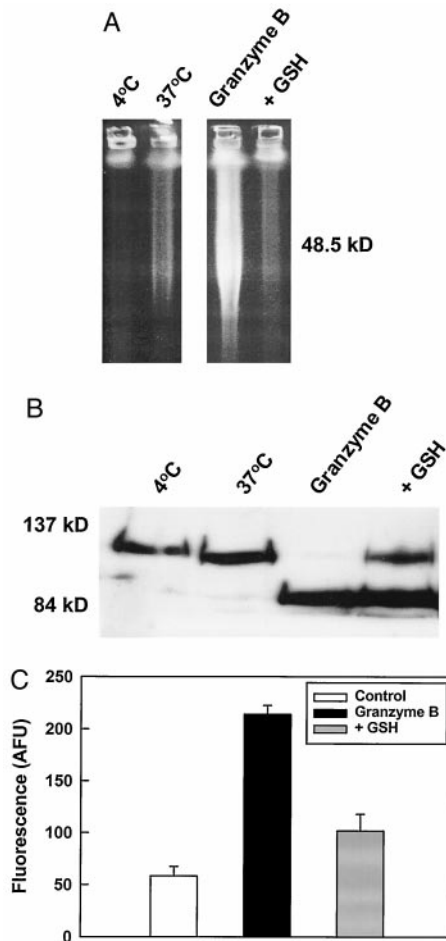 A
4°C 37°C Granzyme B + GSH
48.5 kD
B
4°C 37°C Granzyme B + GSH
137 kD
84 kD
C
Fluorescence (AFU)
250
200
150
100
50
0
Control
Granzyme B
+ GSH